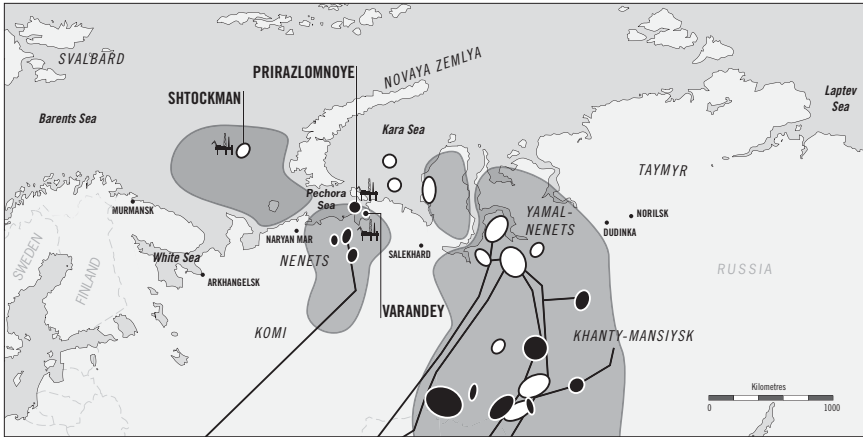 SVALBARD
PRIRAZLOMNOYE
NOVAYA ZEMLYA
SHTOCKMAN
Laptev
Sea
Barents Sea
Kara Sea
TAYMYR
Pechora
Sea
MURMANSK
YAMAL-
NENETS
NORILSK
DUDINKA
NARYAN MAR
White Sea
SALEKHARD
NENETS
SWEDEN
FINLAND
ARKHANGELSK
RUSSIA
VARANDEY
KOMI
KHANTY-MANSIYSK
Kilometres
0
1000